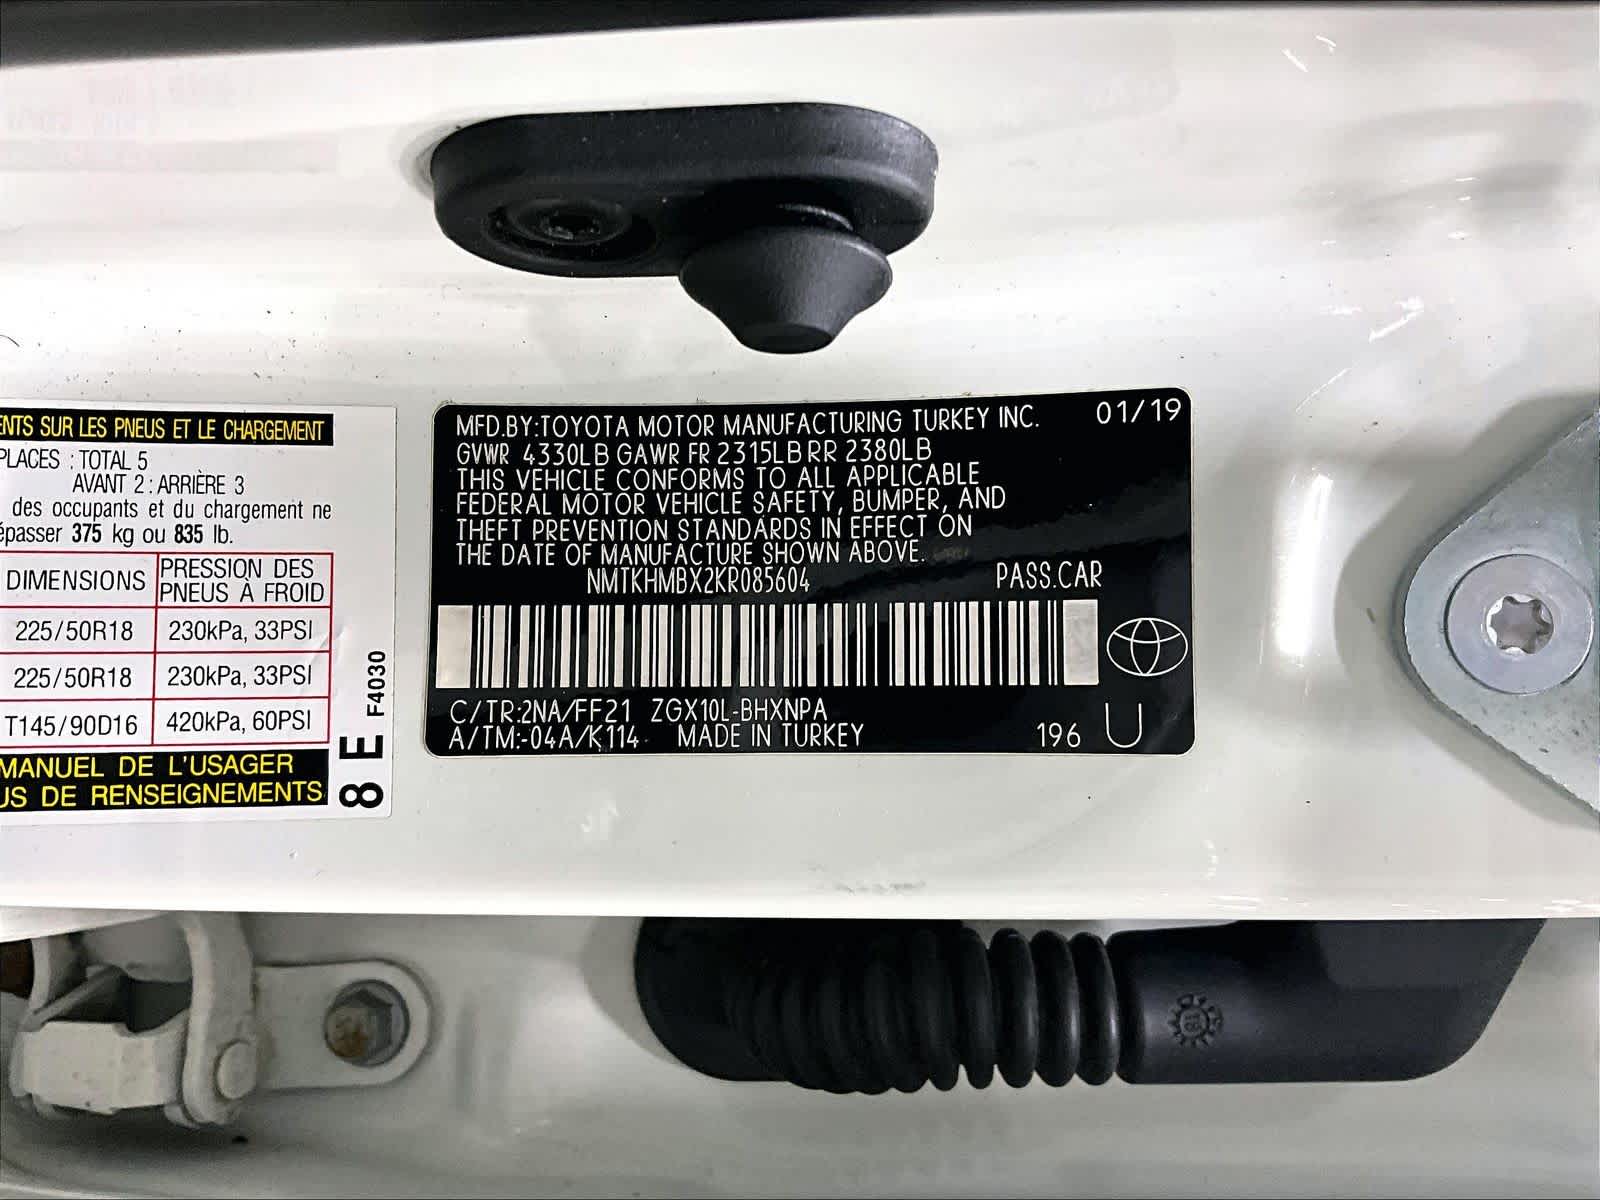 ENTS SUR LES PNEUS ET LE CHARGEMENT
PLACES : TOTAL 5
AVANT 2 : ARRIÈRE 3
des occupants et du chargement ne
épasser 375 kg ou 835 lb.
DIMENSIONS PRESSION DES PNEUS À FROID
225/50R18 230kPa, 33PSI
225/50R18 230kPa, 33PSI
T145/90D16 420kPa, 60PSI
MANUEL DE L'USAGER
US DE RENSEIGNEMENTS
8 E F4030
MFD.BY:TOYOTA MOTOR MANUFACTURING TURKEY INC. 01/19
GVWR 4330LB GAWR FR 2315LB RR 2380LB
THIS VEHICLE CONFORMS TO ALL APPLICABLE
FEDERAL MOTOR VEHICLE SAFETY, BUMPER, AND
THEFT PREVENTION STANDARDS IN EFFECT ON
THE DATE OF MANUFACTURE SHOWN ABOVE.
NMTKHMBX2KR085604 PASS.CAR
C/TR:2NA/FF21 ZGX10L-BHXNPA
A/TM:-04A/K114 MADE IN TURKEY 196 U